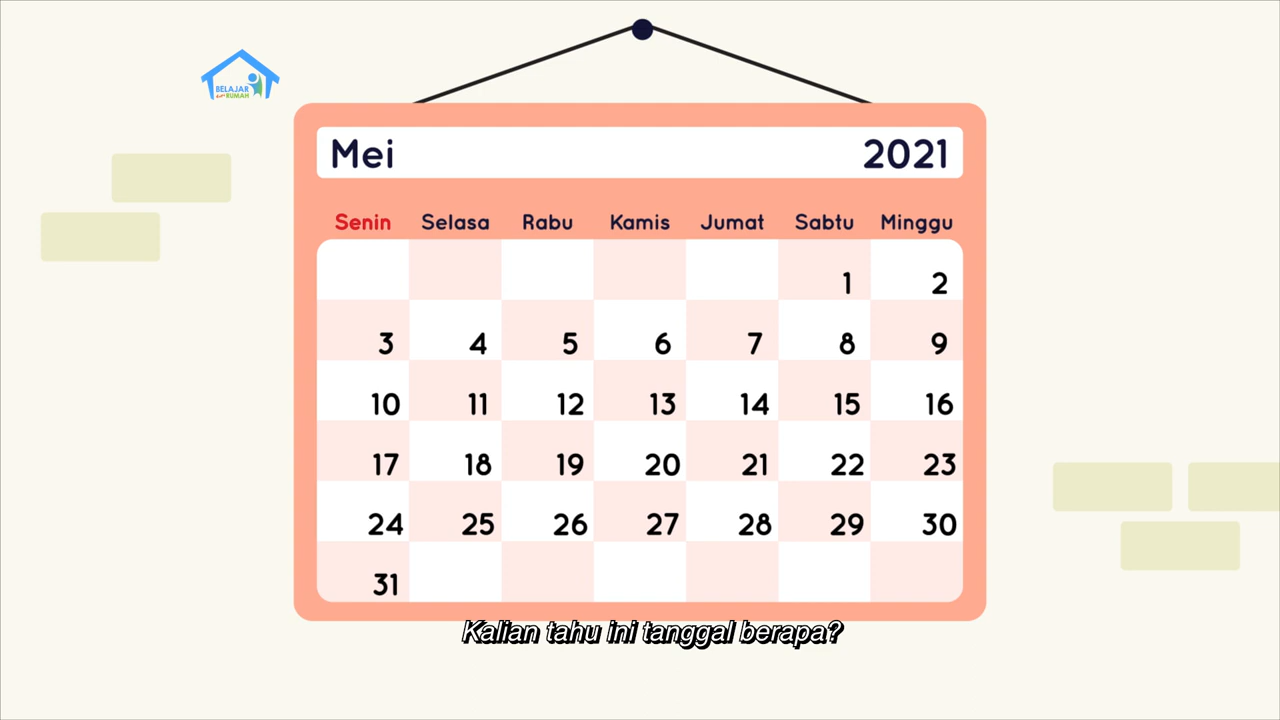 BELAJAR
dari RUMAH
Mei 2021
Senin Selasa Rabu Kamis Jumat Sabtu Minggu
1 2
3 4 5 6 7 8 9
10 11 12 13 14 15 16
17 18 19 20 21 22 23
24 25 26 27 28 29 30
31
Kalian tahu ini tanggal berapa?